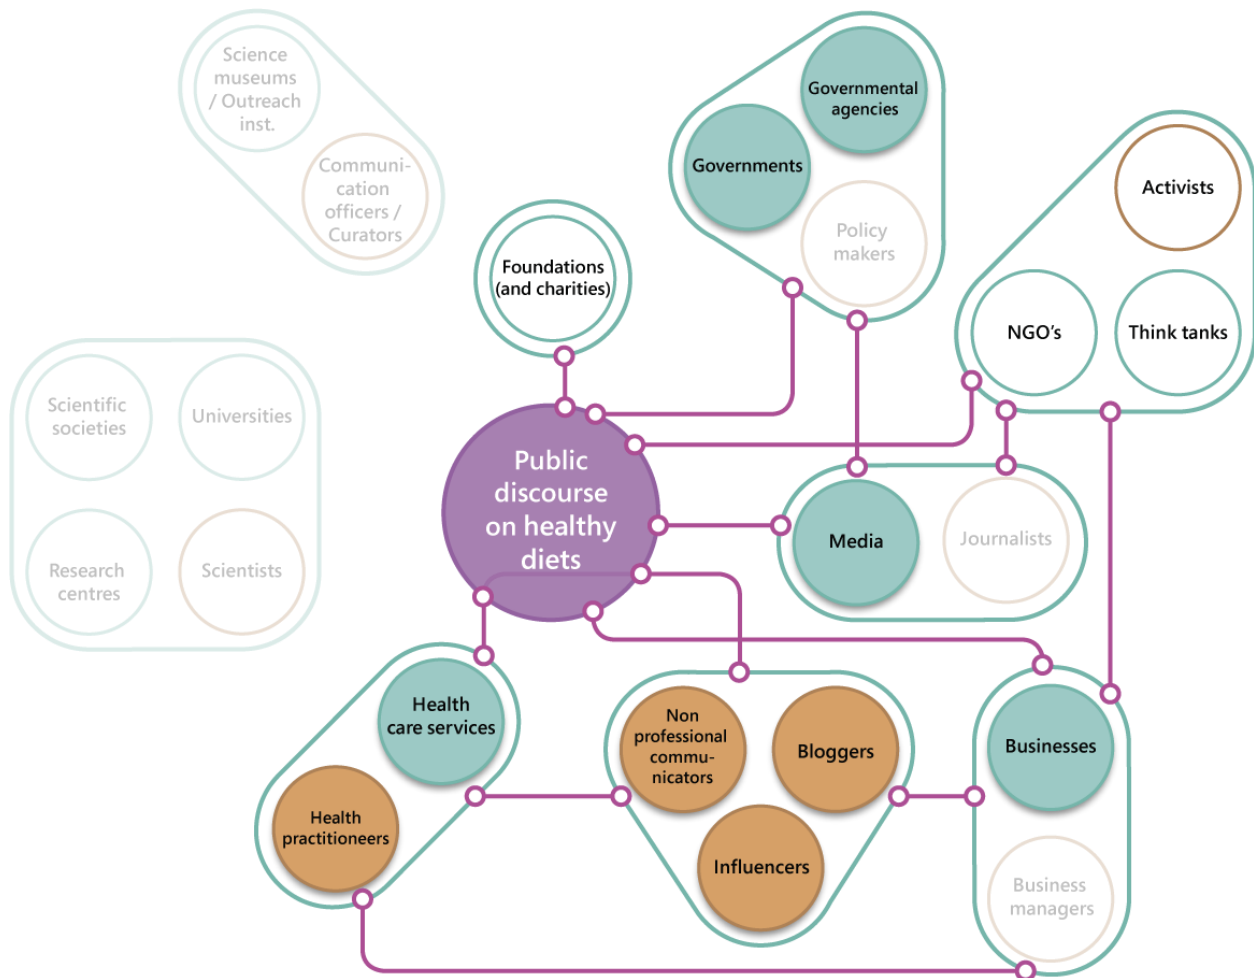 Science
museums
/ Outreach
inst.
Communi-
cation
officers /
Curators
Governmental
agencies
Governments
Policy
makers
Activists
NGO's
Think tanks
Foundations
(and charities)
Scientific
societies
Universities
Research
centres
Scientists
Public
discourse
on healthy
diets
Media
Journalists
Health
care services
Health
practitioneers
Non
professional
commu-
nicators
Bloggers
Influencers
Businesses
Business
managers